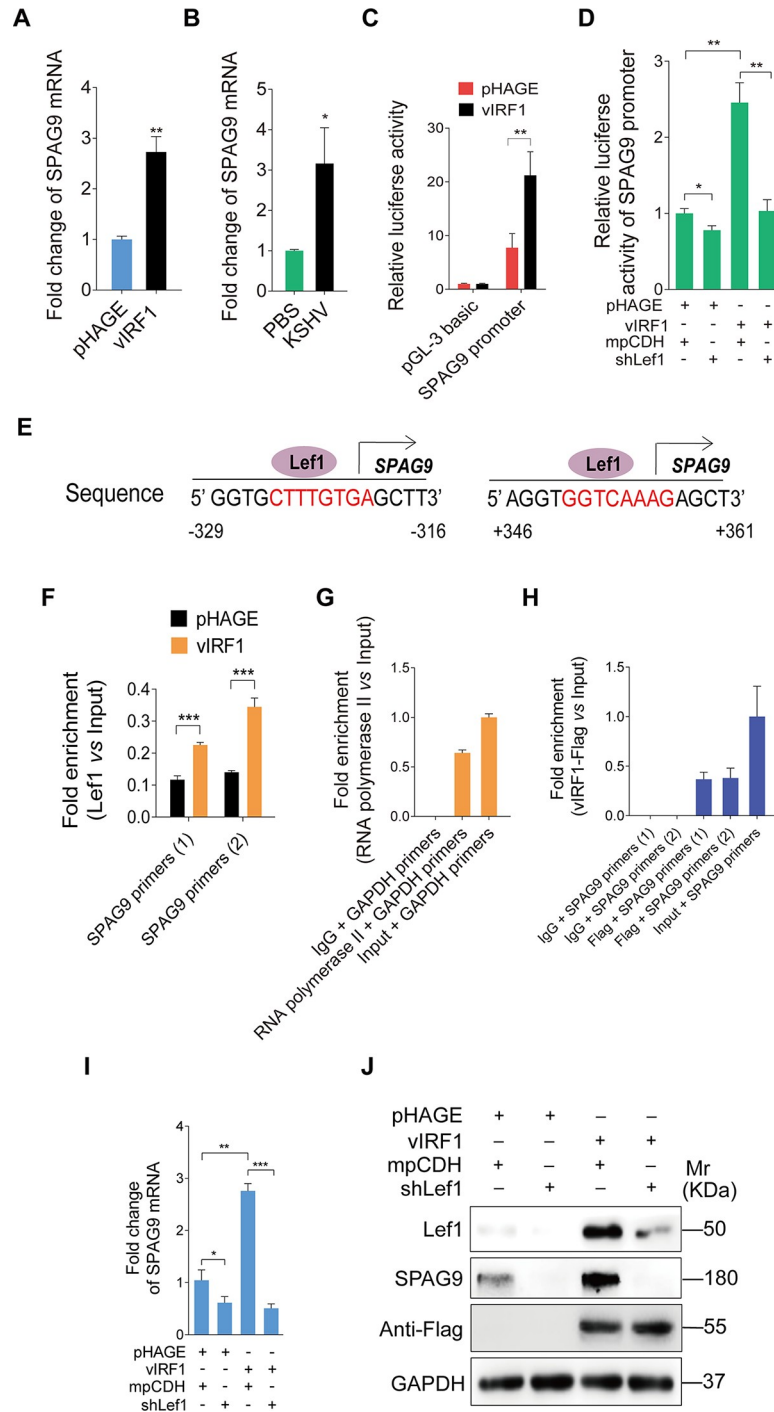 A
Fold change of SPAG9 mRNA
4
3
2
1
0
**
pHAGE
vIRF1
B
Fold change of SPAG9 mRNA
5
4
3
2
1
0
*
PBS
KSHV
C
pHAGE
vIRF1
Relative luciferse activity
30
20
10
0
**
pGL-3 basic
SPAG9 promoter
D
Relative luciferse
activity of SPAG9 promoter
3
2
1
0
**
**
*
pHAGE + + - -
vIRF1 - - + +
mpCDH + - + -
shLef1 - + - +
E
Lef1 SPAG9
Lef1 SPAG9
Sequence 5' GGTGCTTTGTGAGCTT3' 5' AGGTGGTCAAAGAGCT3'
-329 -316 +346 +361
F
pHAGE
vIRF1
Fold enrichment
(Lef1 vs Input)
0.4
0.3
0.2
0.1
0.0
***
***
SPAG9 primers (1)
SPAG9 primers (2)
G
Fold enrichment
(RNA polymerase II vs Input)
1.5
1.0
0.5
0.0
IgG + GAPDH primers
RNA polymerase II + GAPDH primers
Input + GAPDH primers
H
Fold enrichment
(vIRF1-Flag vs Input)
1.5
1.0
0.5
0.0
IgG + SPAG9 primers (1)
IgG + SPAG9 primers (2)
Flag + SPAG9 primers (1)
Flag + SPAG9 primers (2)
Input + SPAG9 primers
I
Fold change
of SPAG9 mRNA
4
3
2
1
0
**
***
*
pHAGE + + - -
vIRF1 - - + +
mpCDH + - + -
shLef1 - + - +
J
pHAGE + + – –
vIRF1 – – + +
mpCDH + – + – Mr
shLef1 – + – + (KDa)
Lef1 50
SPAG9 180
Anti-Flag 55
GAPDH 37